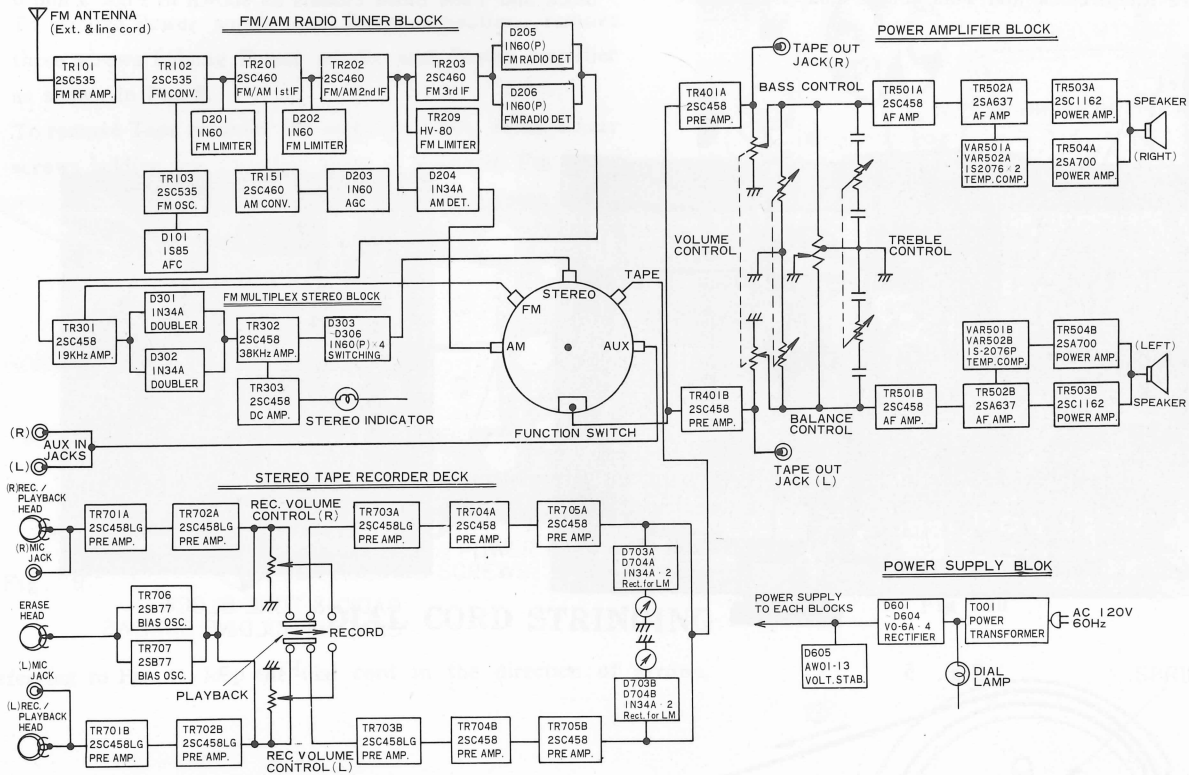 FM ANTENNA
(Ext. & line cord)
FM/AM RADIO TUNER BLOCK
TR101
2SC535
FM RF AMP.
TR102
2SC535
FM CONV.
TR201
2SC460
FM/AM 1st IF
TR202
2SC460
FM/AM 2nd IF
TR203
2SC460
FM 3rd IF
D205
IN60(P)
FM RADIO DET
D206
IN60(P)
FM RADIO DET
D201
IN60
FM LIMITER
D202
IN60
FM LIMITER
TR209
HV-80
FM LIMITER
TR103
2SC535
FM OSC.
TR151
2SC460
AM CONV.
D203
IN60
AGC
D204
IN34A
AM DET.
D101
IS85
AFC
FM MULTIPLEX STEREO BLOCK
TR301
2SC458
19KHz AMP.
D301
IN34A
DOUBLER
D302
IN34A
DOUBLER
TR302
2SC458
38KHz AMP.
D303
~D306
IN60(P)×4
SWITCHING
TR303
2SC458
DC AMP.
STEREO INDICATOR
FM
STEREO
TAPE
AM
AUX
FUNCTION SWITCH
(R)
AUX IN
JACKS
(L)
POWER AMPLIFIER BLOCK
TAPE OUT
JACK(R)
TR401A
2SC458
PRE AMP.
BASS CONTROL
TR501A
2SC458
AF AMP
TR502A
2SA637
AF AMP
TR503A
2SC1162
POWER AMP.
SPEAKER
(RIGHT)
VAR501A
VAR502A
IS2076×2
TEMP. COMP.
TR504A
2SA700
POWER AMP.
VOLUME
CONTROL
TREBLE
CONTROL
VAR501B
VAR502B
IS-2076P
TEMP.COMP.
TR504B
2SA700
POWER AMP.
(LEFT)
SPEAKER
TR401B
2SC458
PRE AMP.
TR501B
2SC458
AF AMP
TR502B
2SA637
AF AMP
TR503B
2SC1162
POWER AMP.
BALANCE
CONTROL
TAPE OUT
JACK (L)
STEREO TAPE RECORDER DECK
(R)REC./
PLAYBACK
HEAD
(R)MIC
JACK
TR701A
2SC458LG
PRE AMP.
TR702A
2SC458LG
PRE AMP.
REC. VOLUME
CONTROL(R)
TR703A
2SC458LG
PRE AMP.
TR704A
2SC458
PRE AMP.
TR705A
2SC458
PRE AMP.
D703A
D704A
IN34A·2
Rect.for LM
ERASE
HEAD
TR706
2SB77
BIAS OSC.
TR707
2SB77
BIAS OSC.
RECORD
PLAYBACK
(L)MIC
JACK
(L)REC./
PLAYBACK
HEAD
TR701B
2SC458LG
PRE AMP.
TR702B
2SC458LG
PRE AMP.
REC. VOLUME
CONTROL(L)
TR703B
2SC458LG
PRE AMP.
TR704B
2SC458
PRE AMP.
TR705B
2SC458
PRE AMP.
D703B
D704B
IN34A·2
Rect.for LM
POWER SUPPLY BLOK
POWER SUPPLY
TO EACH BLOCKS
D601
~D604
VO-6A·4
RECTIFIER
T001
POWER
TRANSFORMER
AC 120V
60Hz
D605
AW01-13
VOLT. STAB.
DIAL
LAMP